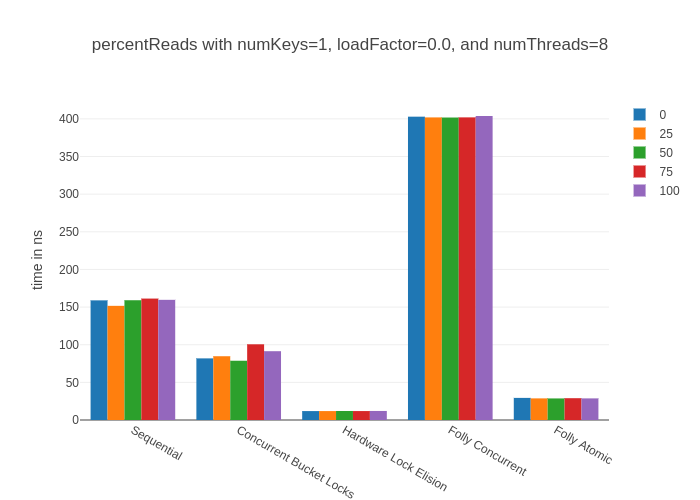 percentReads with numKeys=1, loadFactor=0.0, and numThreads=8
400
350
300
250
200
150
100
50
0
time in ns
0
25
50
75
100
Sequential
Concurrent Bucket Locks
Hardware Lock Elision
Folly Concurrent
Folly Atomic